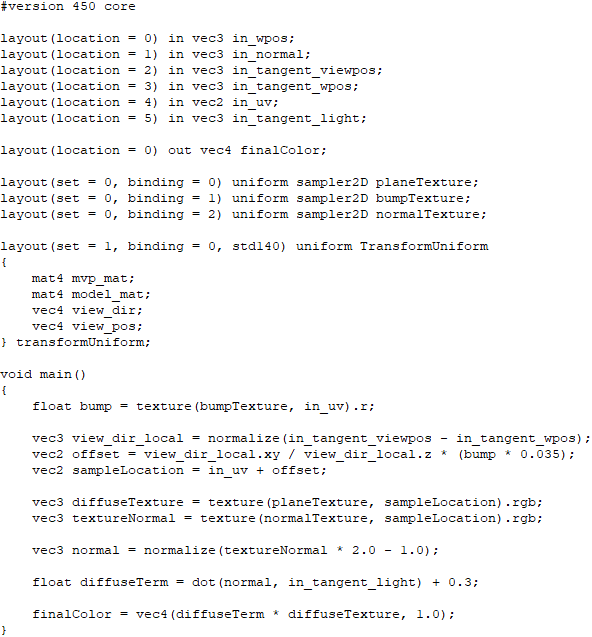 #version 450 core
layout(location = 0) in vec3 in_wpos;
layout(location = 1) in vec3 in_normal;
layout(location = 2) in vec3 in_tangent_viewpos;
layout(location = 3) in vec3 in_tangent_wpos;
layout(location = 4) in vec2 in_uv;
layout(location = 5) in vec3 in_tangent_light;
layout(location = 0) out vec4 finalColor;
layout(set = 0, binding = 0) uniform sampler2D planeTexture;
layout(set = 0, binding = 1) uniform sampler2D bumpTexture;
layout(set = 0, binding = 2) uniform sampler2D normalTexture;
layout(set = 1, binding = 0, std140) uniform TransformUniform
{
    mat4 mvp_mat;
    mat4 model_mat;
    vec4 view_dir;
    vec4 view_pos;
} transformUniform;
void main()
{
    float bump = texture(bumpTexture, in_uv).r;
    vec3 view_dir_local = normalize(in_tangent_viewpos - in_tangent_wpos);
    vec2 offset = view_dir_local.xy / view_dir_local.z * (bump * 0.035);
    vec2 sampleLocation = in_uv + offset;
    vec3 diffuseTexture = texture(planeTexture, sampleLocation).rgb;
    vec3 textureNormal = texture(normalTexture, sampleLocation).rgb;
    vec3 normal = normalize(textureNormal * 2.0 - 1.0);
    float diffuseTerm = dot(normal, in_tangent_light) + 0.3;
    finalColor = vec4(diffuseTerm * diffuseTexture, 1.0);
}